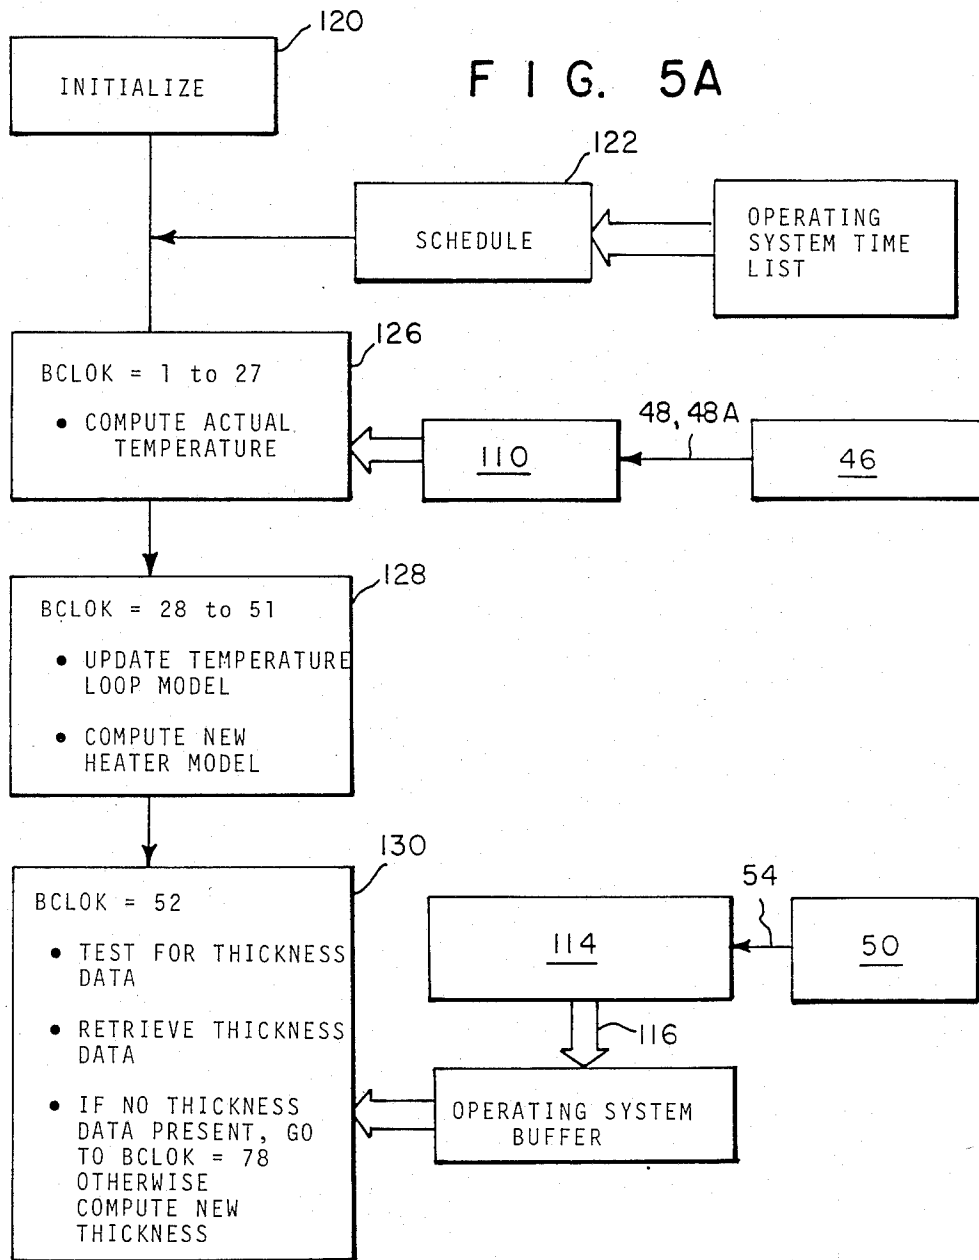 120
INITIALIZE
F I G. 5A
122
SCHEDULE
OPERATING
SYSTEM TIME
LIST
126
BCLOK = 1 to 27
• COMPUTE ACTUAL
TEMPERATURE
110
48, 48A
46
128
BCLOK = 28 to 51
• UPDATE TEMPERATURE
LOOP MODEL
• COMPUTE NEW
HEATER MODEL
130
BCLOK = 52
• TEST FOR THICKNESS
DATA
• RETRIEVE THICKNESS
DATA
• IF NO THICKNESS
DATA PRESENT, GO
TO BCLOK = 78
OTHERWISE
COMPUTE NEW
THICKNESS
114
54
50
116
OPERATING SYSTEM
BUFFER